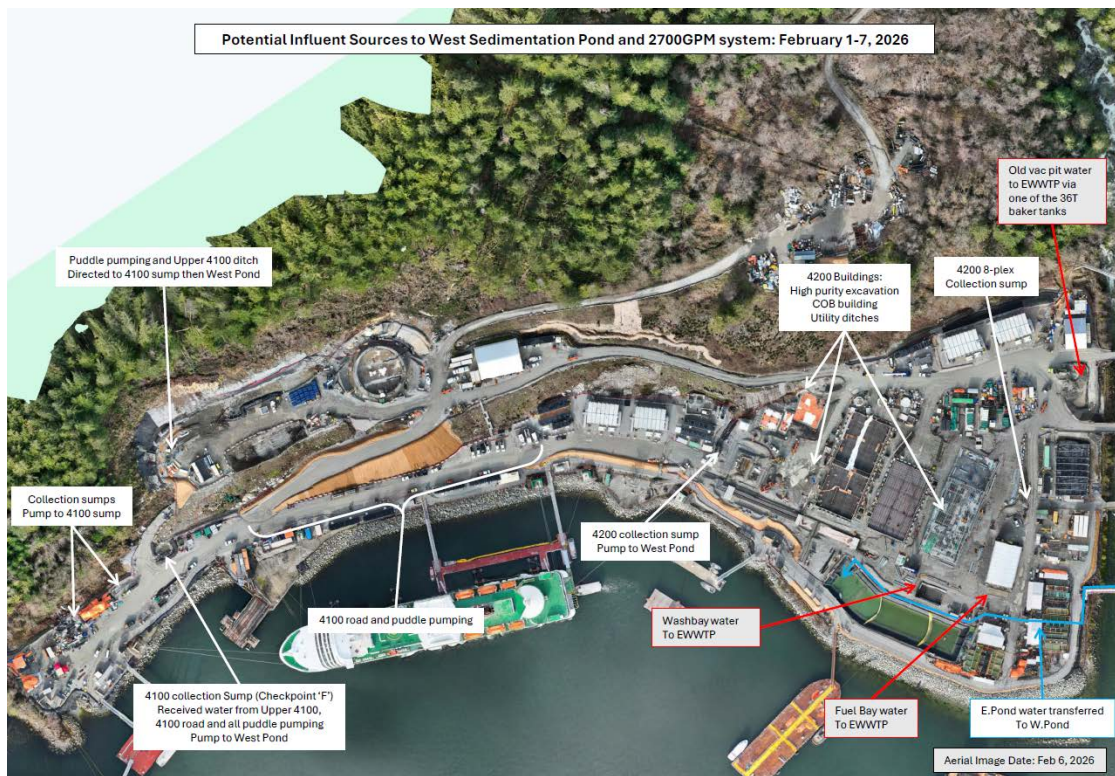 Potential Influent Sources to West Sedimentation Pond and 2700GPM system: February 1-7, 2026
Old vac pit water
to EWWTP via
one of the 36T
baker tanks
Puddle pumping and Upper 4100 ditch
Directed to 4100 sump then West Pond
4200 Buildings:
High purity excavation
COB building
Utility ditches
4200 8-plex
Collection sump
Collection sumps
Pump to 4100 sump
4200 collection sump
Pump to West Pond
4100 road and puddle pumping
Washbay water
To EWWTP
4100 collection Sump (Checkpoint 'F')
Received water from Upper 4100,
4100 road and all puddle pumping
Pump to West Pond
Fuel Bay water
To EWWTP
E.Pond water transferred
To W.Pond
Aerial Image Date: Feb 6, 2026